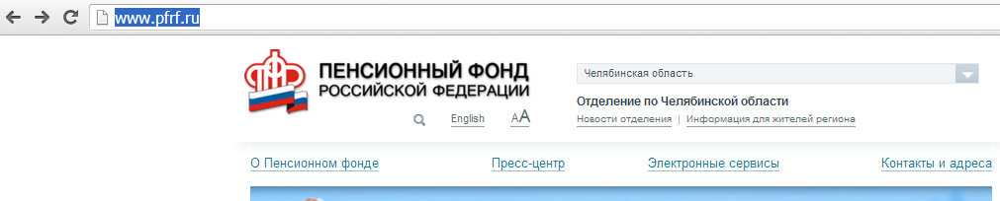 www.pfrf.ru
ПЕНСИОННЫЙ ФОНД
РОССИЙСКОЙ ФЕДЕРАЦИИ
English АА
Челябинская область
Отделение по Челябинской области
Новости отделения | Информация для жителей региона
О Пенсионном фонде Пресс-центр Электронные сервисы Контакты и адреса